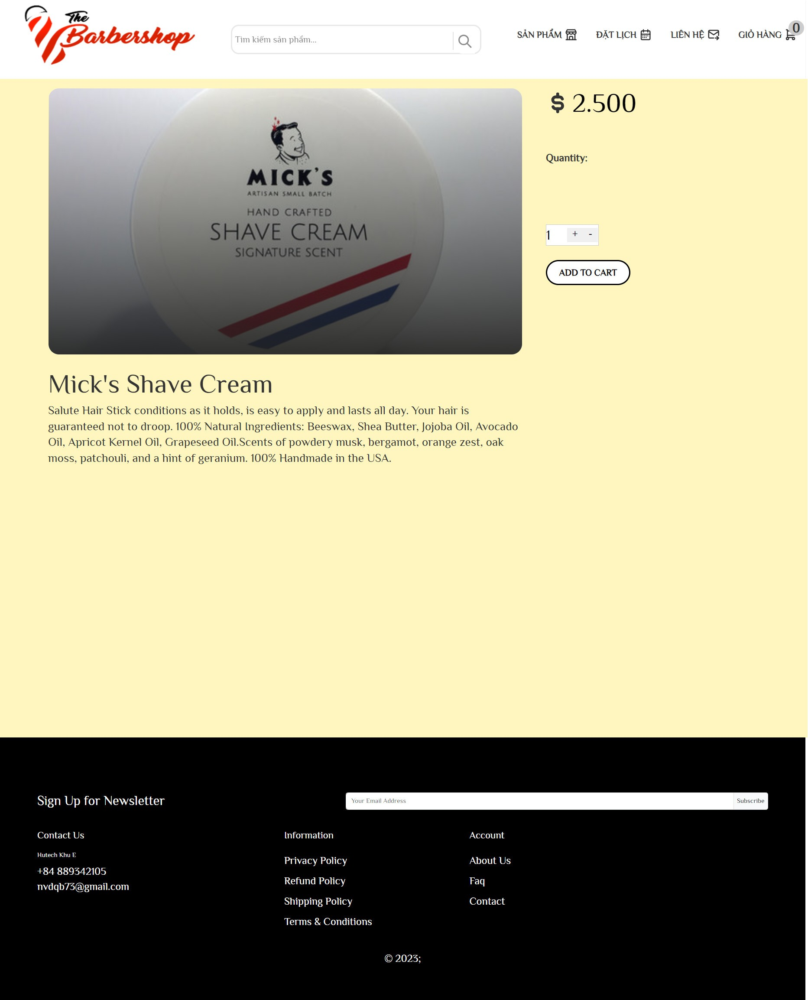 The
Barbershop
Tìm kiếm sản phẩm...
SẢN PHẨM
ĐẶT LỊCH
LIÊN HỆ
GIỎ HÀNG
0
MICK'S
ARTISAN SMALL BATCH
HAND CRAFTED
SHAVE CREAM
SIGNATURE SCENT
$ 2.500
Quantity:
1 + -
ADD TO CART
Mick's Shave Cream
Salute Hair Stick conditions as it holds, is easy to apply and lasts all day. Your hair is
guaranteed not to droop. 100% Natural Ingredients: Beeswax, Shea Butter, Jojoba Oil, Avocado
Oil, Apricot Kernel Oil, Grapeseed Oil.Scents of powdery musk, bergamot, orange zest, oak
moss, patchouli, and a hint of geranium. 100% Handmade in the USA.
Sign Up for Newsletter
Your Email Address
Subscribe
Contact Us
Hutech Khu E
+84 889342105
nvdqb73@gmail.com
Information
Privacy Policy
Refund Policy
Shipping Policy
Terms & Conditions
Account
About Us
Faq
Contact
© 2023;